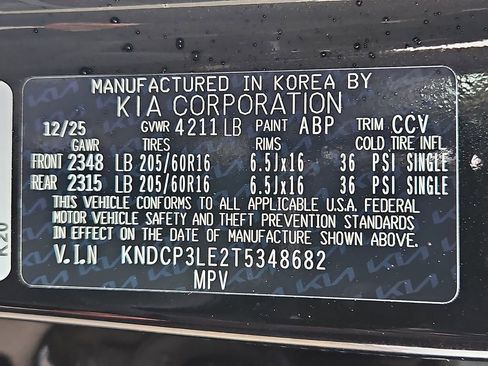 MANUFACTURED IN KOREA BY
KIA CORPORATION
12/25 GVWR 4211 LB PAINT ABP TRIM CCV
GAWR TIRES RIMS COLD TIRE INFL.
FRONT 2348 LB 205/60R16 6.5Jx16 36 PSI SINGLE
REAR 2315 LB 205/60R16 6.5Jx16 36 PSI SINGLE
THIS VEHICLE CONFORMS TO ALL APPLICABLE U.S.A. FEDERAL
MOTOR VEHICLE SAFETY AND THEFT PREVENTION STANDARDS
IN EFFECT ON THE DATE OF MANUFACTURE SHOWN ABOVE.
V.I.N KNDCP3LE2T5348682
MPV
K20